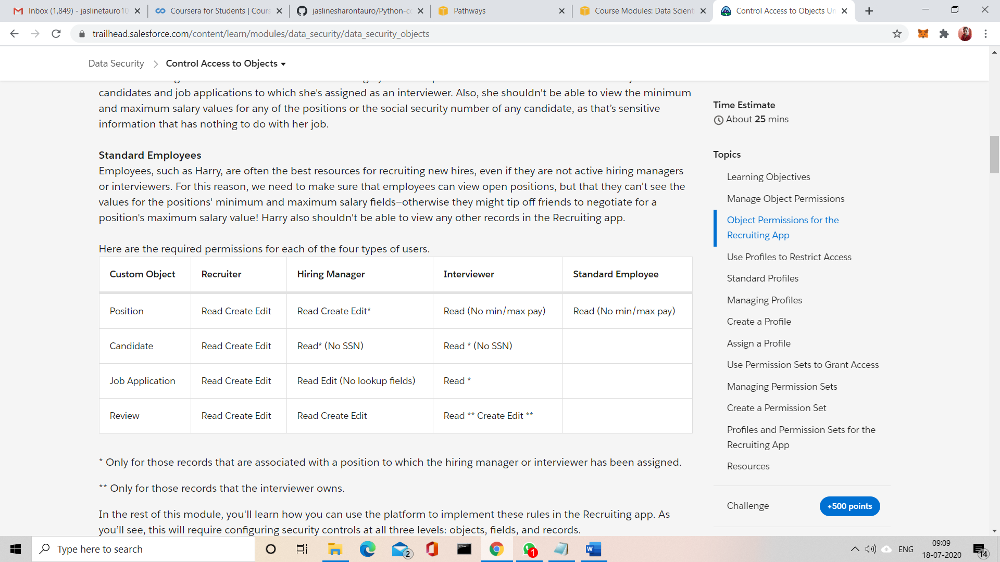 Inbox (1,849) - jaslinetauro10
Coursera for Students | Cours
jaslinesharontauro/Python-co
Pathways
Course Modules: Data Scient
Control Access to Objects Un
trailhead.salesforce.com/content/learn/modules/data_security/data_security_objects
Data Security
Control Access to Objects
candidates and job applications to which she's assigned as an interviewer. Also, she shouldn't be able to view the minimum
and maximum salary values for any of the positions or the social security number of any candidate, as that’s sensitive
information that has nothing to do with her job.
Standard Employees
Employees, such as Harry, are often the best resources for recruiting new hires, even if they are not active hiring managers
or interviewers. For this reason, we need to make sure that employees can view open positions, but that they can't see the
values for the positions' minimum and maximum salary fields—otherwise they might tip off friends to negotiate for a
position's maximum salary value! Harry also shouldn't be able to view any other records in the Recruiting app.
Here are the required permissions for each of the four types of users.
Custom Object Recruiter Hiring Manager Interviewer Standard Employee
Position Read Create Edit Read Create Edit* Read (No min/max pay) Read (No min/max pay)
Candidate Read Create Edit Read* (No SSN) Read * (No SSN)
Job Application Read Create Edit Read Edit (No lookup fields) Read *
Review Read Create Edit Read Create Edit Read ** Create Edit **
* Only for those records that are associated with a position to which the hiring manager or interviewer has been assigned.
** Only for those records that the interviewer owns.
In the rest of this module, you'll learn how you can use the platform to implement these rules in the Recruiting app. As
you’ll see, this will require configuring security controls at all three levels: objects, fields, and records.
Time Estimate
About 25 mins
Topics
Learning Objectives
Manage Object Permissions
Object Permissions for the
Recruiting App
Use Profiles to Restrict Access
Standard Profiles
Managing Profiles
Create a Profile
Assign a Profile
Use Permission Sets to Grant Access
Managing Permission Sets
Create a Permission Set
Profiles and Permission Sets for the
Recruiting App
Resources
Challenge
+500 points
Type here to search
2
1
W
ENG
09:09
18-07-2020
14